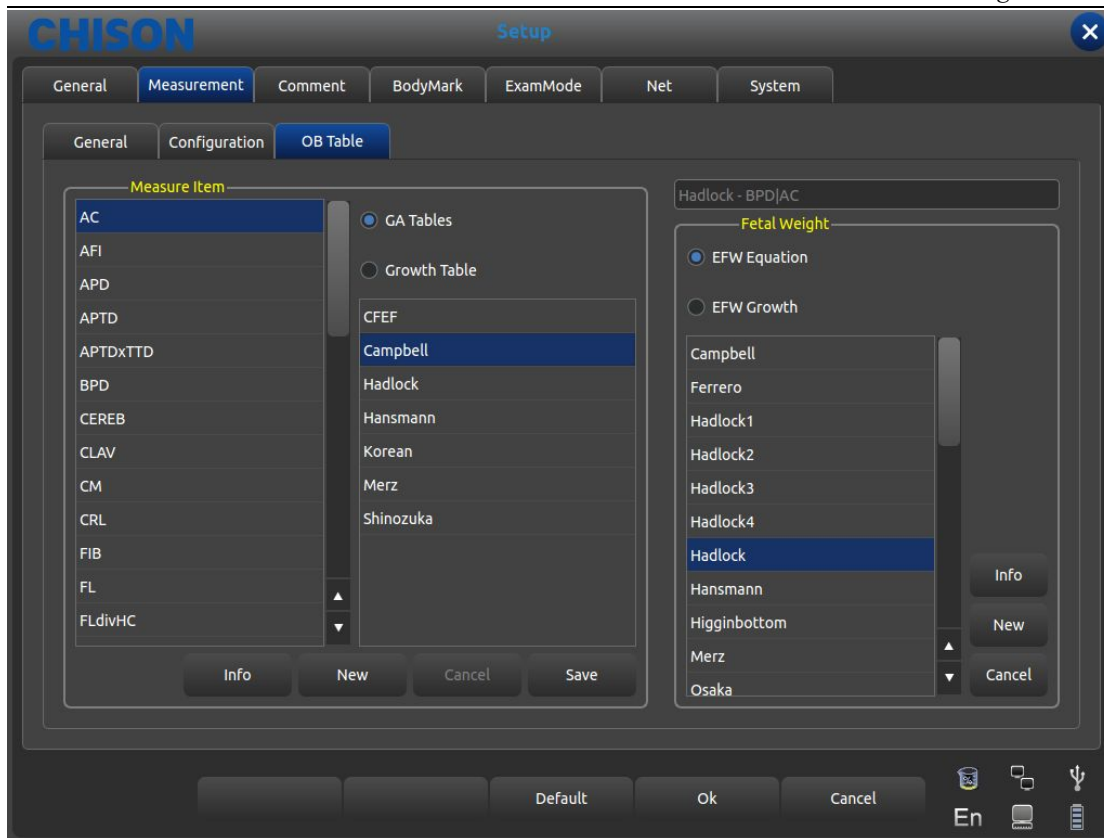 CHISON
Setup
General Measurement Comment BodyMark ExamMode Net System
General Configuration OB Table
Measure Item
AC
AFI
APD
APTD
APTDxTTD
BPD
CEREB
CLAV
CM
CRL
FIB
FL
FLdivHC
GA Tables
Growth Table
CFEF
Campbell
Hadlock
Hansmann
Korean
Merz
Shinozuka
Info New Cancel Save
Hadlock - BPD|AC
Fetal Weight
EFW Equation
EFW Growth
Campbell
Ferrero
Hadlock1
Hadlock2
Hadlock3
Hadlock4
Hadlock
Hansmann
Higginbottom
Merz
Osaka
Info
New
Cancel
Default Ok Cancel
En